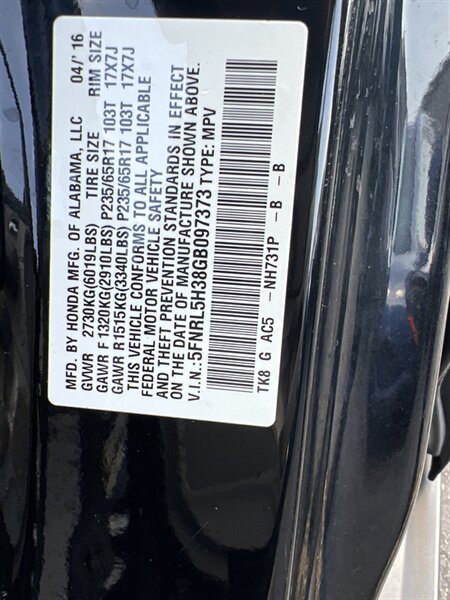 MFD. BY HONDA MFG. OF ALABAMA, LLC 04/' 16
GVWR 2730KG(6019LBS) TIRE SIZE RIM SIZE
GAWR F 1320KG(2910LBS) P235/65R17 103T 17X7J
GAWR R1515KG(3340LBS) P235/65R17 103T 17X7J
THIS VEHICLE CONFORMS TO ALL APPLICABLE
FEDERAL MOTOR VEHICLE SAFETY
AND THEFT PREVENTION STANDARDS IN EFFECT
ON THE DATE OF MANUFACTURE SHOWN ABOVE.
V.I.N.:5FNRL5H38GB097373 TYPE: MPV
TK8 G AC5 -NH731P -B -B